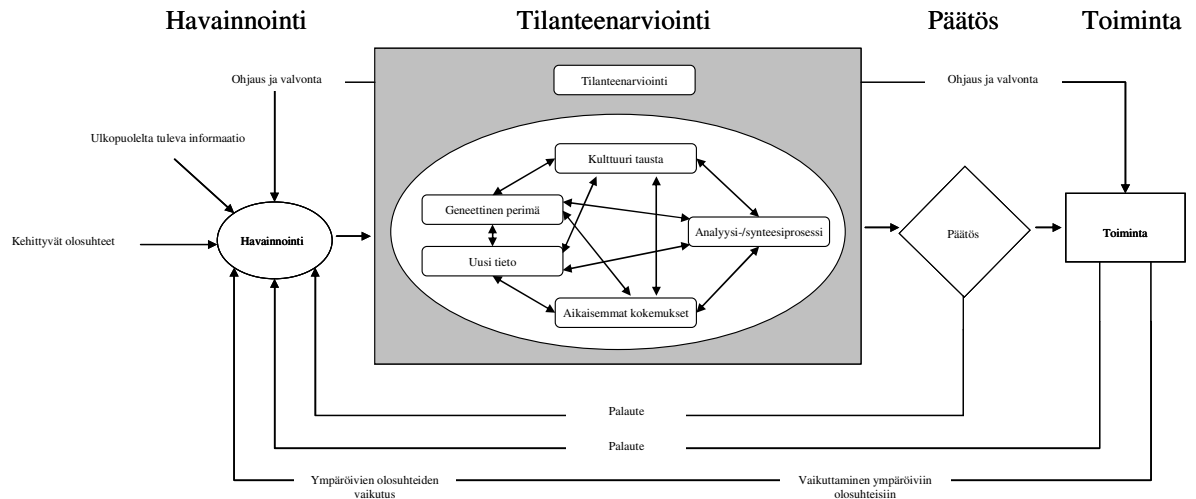 Havainnointi
Tilanteenarviointi
Päätös
Toiminta
Ohjaus ja valvonta
Tilanteenarviointi
Ohjaus ja valvonta
Ulkopuolelta tuleva informaatio
Kulttuuri tausta
Geneettinen perimä
Analyysi-/synteesiprosessi
Kehittyvät olosuhteet
Havainnointi
Päätös
Toiminta
Uusi tieto
Aikaisemmat kokemukset
Palaute
Palaute
Ympäröivien olosuhteiden
vaikutus
Vaikuttaminen ympäröiviin
olosuhteisiin